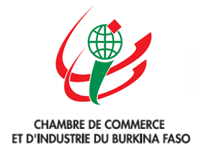 CHAMBRE DE COMMERCE
ET D'INDUSTRIE DU BURKINA FASO